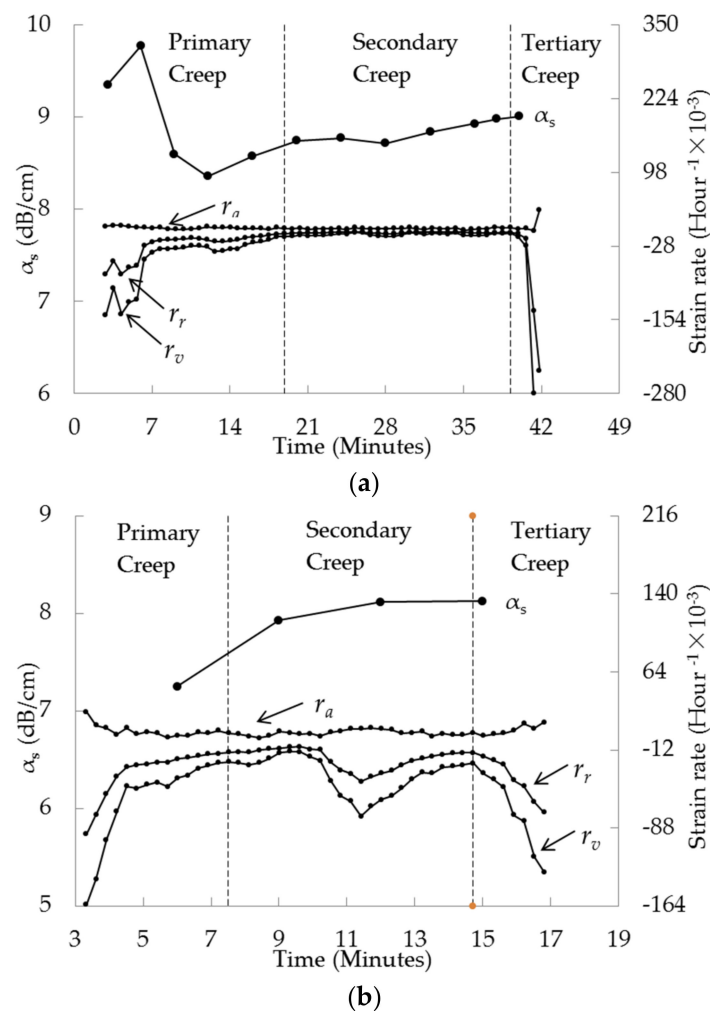 10
9
8
7
6
αs (dB/cm)
Primary
Creep
Secondary
Creep
Tertiary
Creep
αs
ra
rr
rv
350
224
98
-28
-154
-280
Strain rate (Hour -1×10-3)
0 7 14 21 28 35 42 49
Time (Minutes)
(a)
9
8
7
6
5
αs (dB/cm)
Primary
Creep
Secondary
Creep
Tertiary
Creep
αs
ra
rr
rv
216
140
64
-12
-88
-164
Strain rate (Hour -1×10-3)
3 5 7 9 11 13 15 17 19
Time (Minutes)
(b)